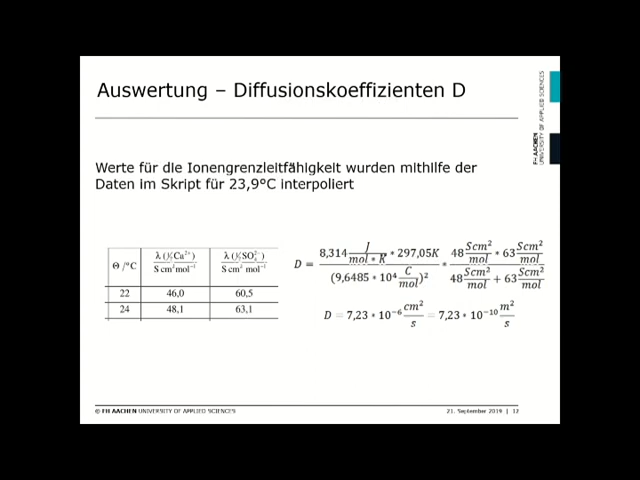 Auswertung – Diffusionskoeffizienten D
FH AACHEN
UNIVERSITY OF APPLIED SCIENCES
Werte für die Ionengrenzleitfähigkeit wurden mithilfe der
Daten im Skript für 23,9°C interpoliert
Θ /°C | λ (½Cu²⁺) / S cm² mol⁻¹ | λ (½SO₄²⁻) / S cm² mol⁻¹
22 | 46,0 | 60,5
24 | 48,1 | 63,1
D = (8,314 J/(mol * K) * 297,05K) / (9,6485 * 10⁴ C/mol)² * (48 Scm²/mol * 63 Scm²/mol) / (48 Scm²/mol + 63 Scm²/mol)
D = 7,23 * 10⁻⁶ cm²/s = 7,23 * 10⁻¹⁰ m²/s
© FH AACHEN UNIVERSITY OF APPLIED SCIENCES
21. September 2019 | 12